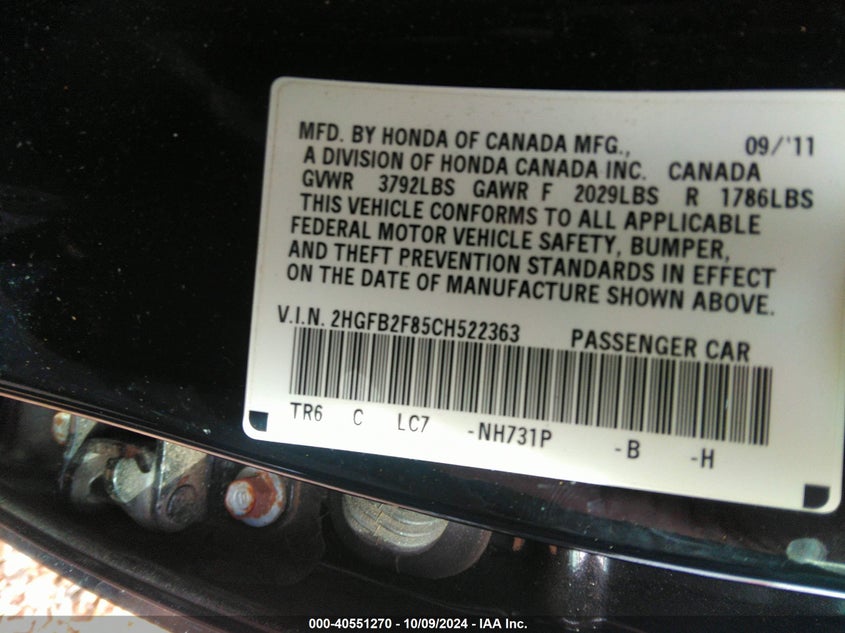 MFD. BY HONDA OF CANADA MFG., 09/'11
A DIVISION OF HONDA CANADA INC. CANADA
GVWR 3792LBS GAWR F 2029LBS R 1786LBS
THIS VEHICLE CONFORMS TO ALL APPLICABLE
FEDERAL MOTOR VEHICLE SAFETY, BUMPER,
AND THEFT PREVENTION STANDARDS IN EFFECT
ON THE DATE OF MANUFACTURE SHOWN ABOVE.
V.I.N. 2HGFB2F85CH522363 PASSENGER CAR
TR6 C LC7 -NH731P -B -H
000-40551270 - 10/09/2024 - IAA Inc.